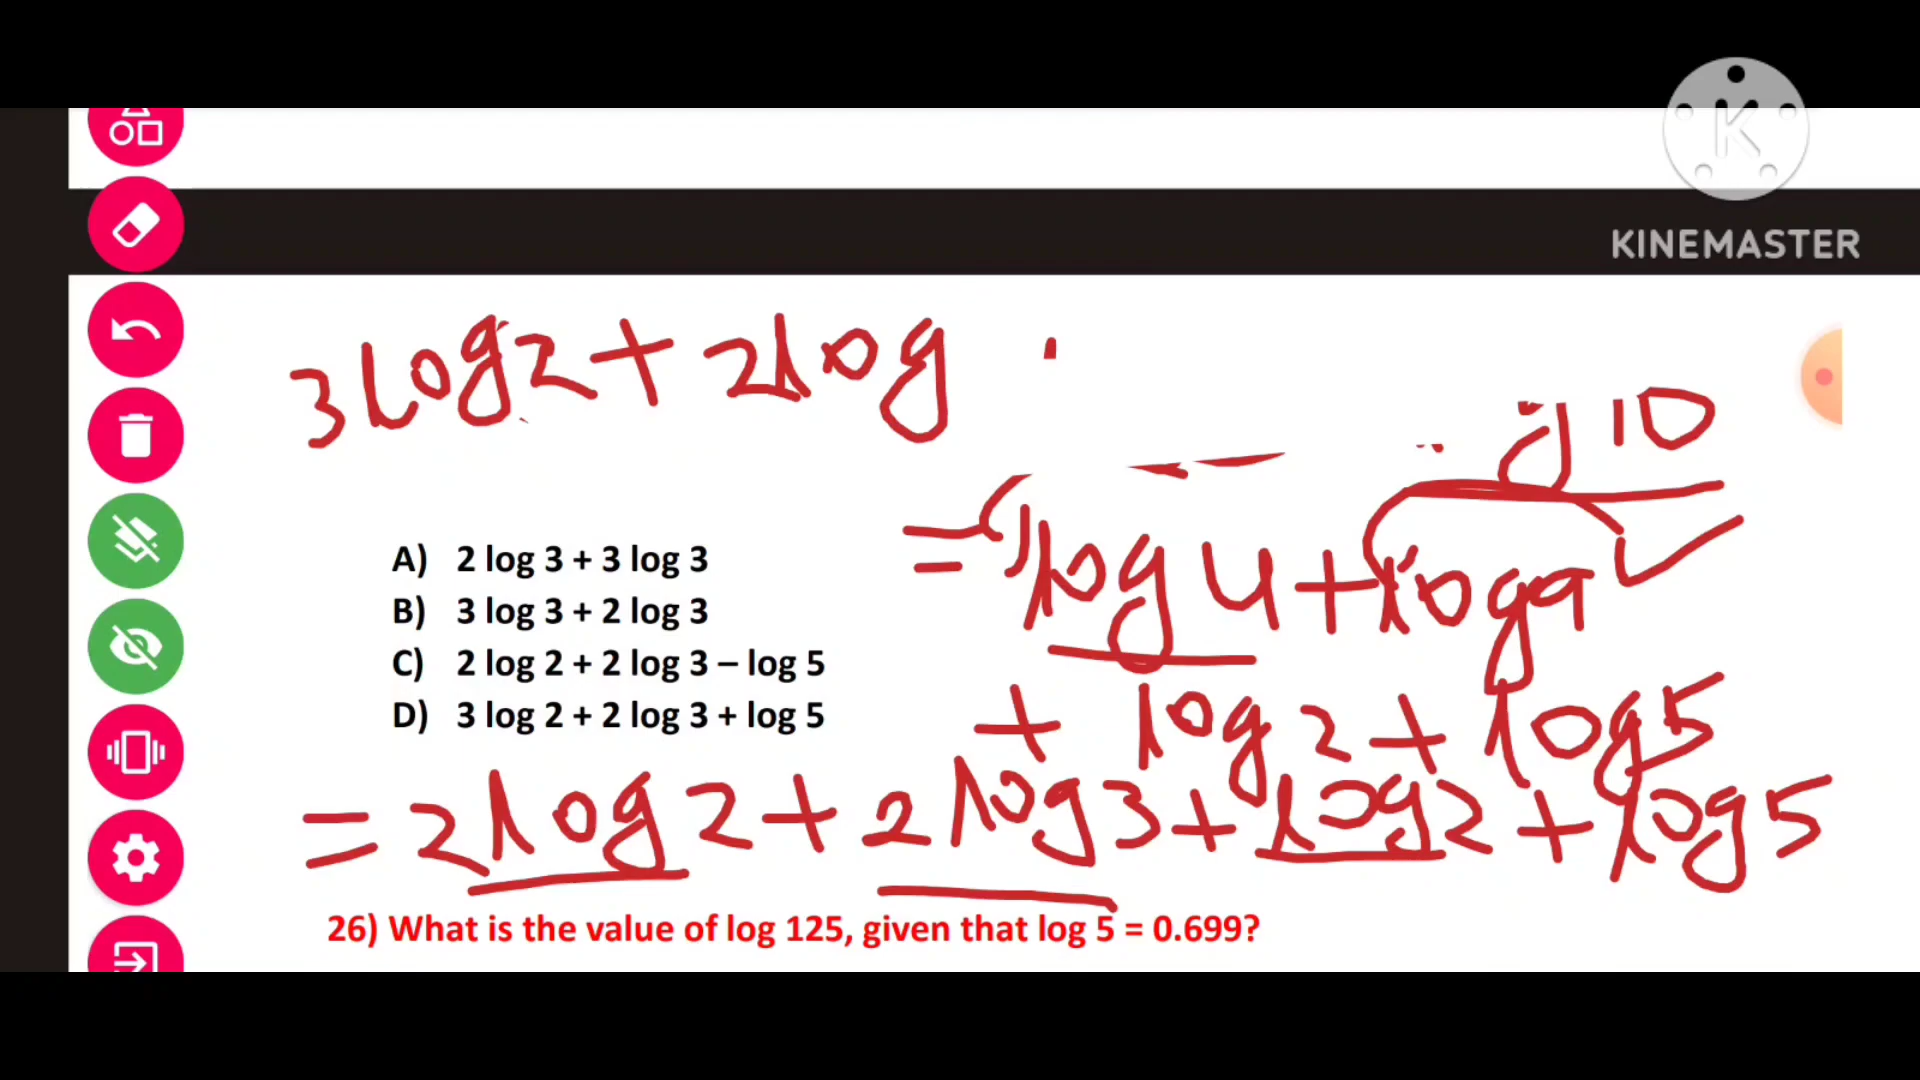 KINEMASTER
3log2+2log
10
=log4+log9
A) 2 log 3 + 3 log 3
B) 3 log 3 + 2 log 3
C) 2 log 2 + 2 log 3 – log 5
D) 3 log 2 + 2 log 3 + log 5
+ log2+log5
=2log2+2log3+log2+log5
26) What is the value of log 125, given that log 5 = 0.699?